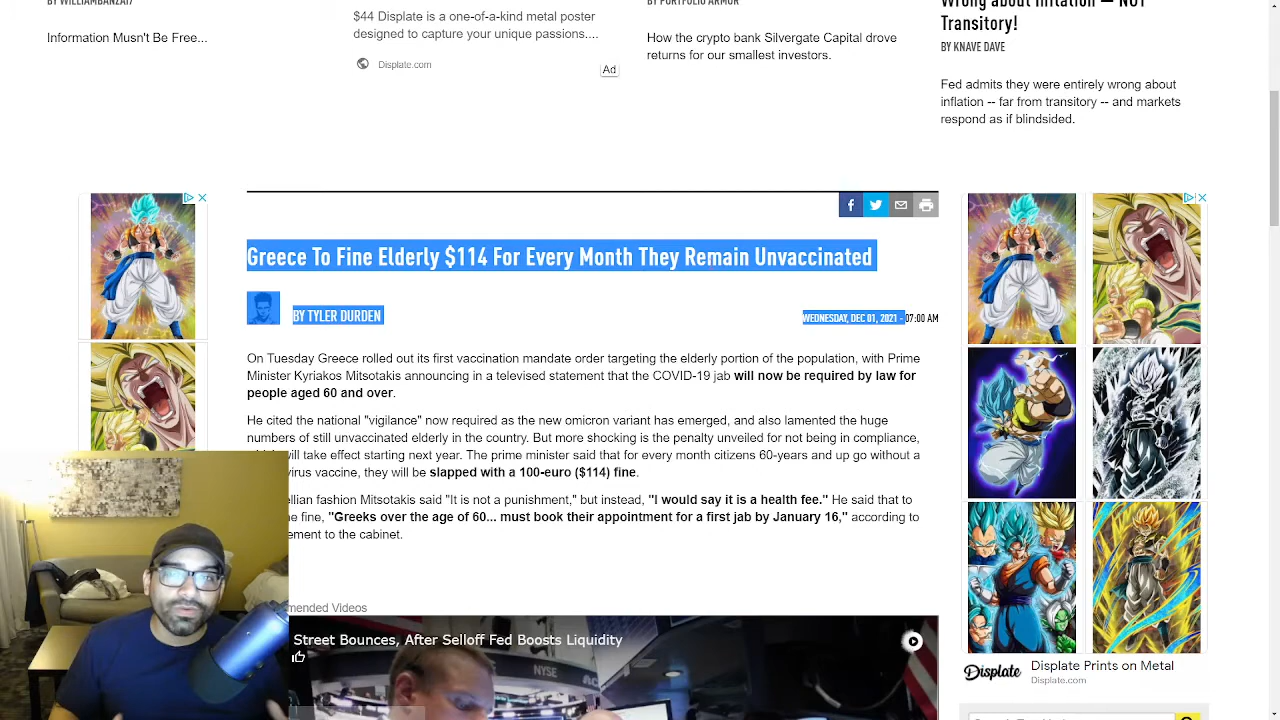 BY WILLIAMBANZAI7
Information Musn't Be Free...
$44 Displate is a one-of-a-kind metal poster
designed to capture your unique passions....
Displate.com
Ad
BY PORTFOLIO ARMOR
How the crypto bank Silvergate Capital drove
returns for our smallest investors.
Wrong about Inflation — NOT
Transitory!
BY KNAVE DAVE
Fed admits they were entirely wrong about
inflation -- far from transitory -- and markets
respond as if blindsided.
Greece To Fine Elderly $114 For Every Month They Remain Unvaccinated
BY TYLER DURDEN
WEDNESDAY, DEC 01, 2021 - 07:00 AM
On Tuesday Greece rolled out its first vaccination mandate order targeting the elderly portion of the population, with Prime
Minister Kyriakos Mitsotakis announcing in a televised statement that the COVID-19 jab will now be required by law for
people aged 60 and over.
He cited the national "vigilance" now required as the new omicron variant has emerged, and also lamented the huge
numbers of still unvaccinated elderly in the country. But more shocking is the penalty unveiled for not being in compliance,
will take effect starting next year. The prime minister said that for every month citizens 60-years and up go without a
virus vaccine, they will be slapped with a 100-euro ($114) fine.
ellian fashion Mitsotakis said "It is not a punishment," but instead, "I would say it is a health fee." He said that to
e fine, "Greeks over the age of 60... must book their appointment for a first jab by January 16," according to
ement to the cabinet.
mended Videos
Street Bounces, After Selloff Fed Boosts Liquidity
NYSE
Displate
Displate Prints on Metal
Displate.com